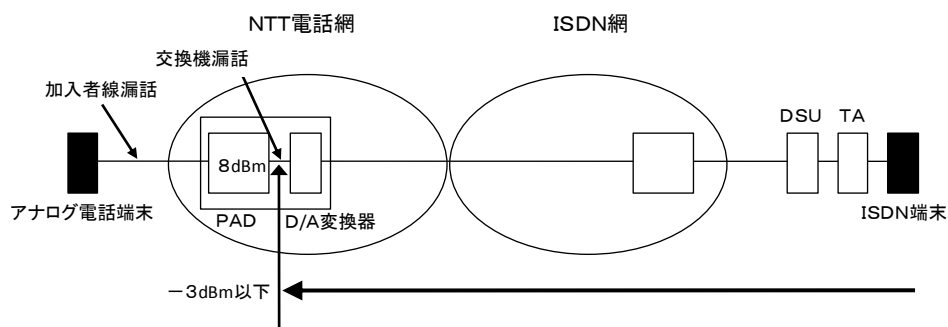 NTT電話網
ISDN網
交換機漏話
加入者線漏話
DSU
TA
8dBm
アナログ電話端末
PAD
D/A変換器
ISDN端末
－3dBm以下